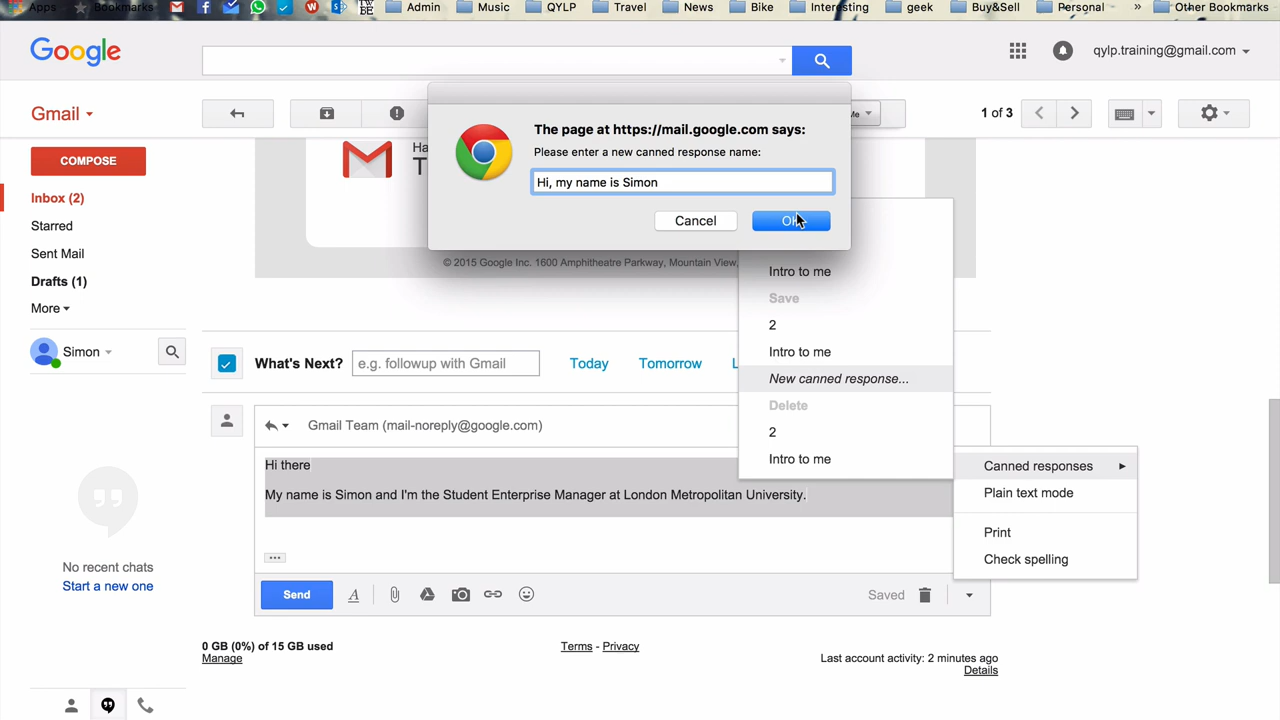 Apps Bookmarks Admin Music QYLP Travel News Bike Interesting geek Buy&Sell Personal » Other Bookmarks
Google
qylp.training@gmail.com
Gmail
1 of 3
The page at https://mail.google.com says:
Please enter a new canned response name:
Hi, my name is Simon
Cancel OK
COMPOSE
Inbox (2)
Starred
Sent Mail
Drafts (1)
More
Simon
© 2015 Google Inc. 1600 Amphitheatre Parkway, Mountain View,
Intro to me
Save
2
Intro to me
New canned response...
Delete
2
Intro to me
What's Next? e.g. followup with Gmail Today Tomorrow
Gmail Team (mail-noreply@google.com)
Hi there
My name is Simon and I'm the Student Enterprise Manager at London Metropolitan University.
Canned responses
Plain text mode
Print
Check spelling
No recent chats
Start a new one
Send
Saved
0 GB (0%) of 15 GB used
Manage
Terms - Privacy
Last account activity: 2 minutes ago
Details